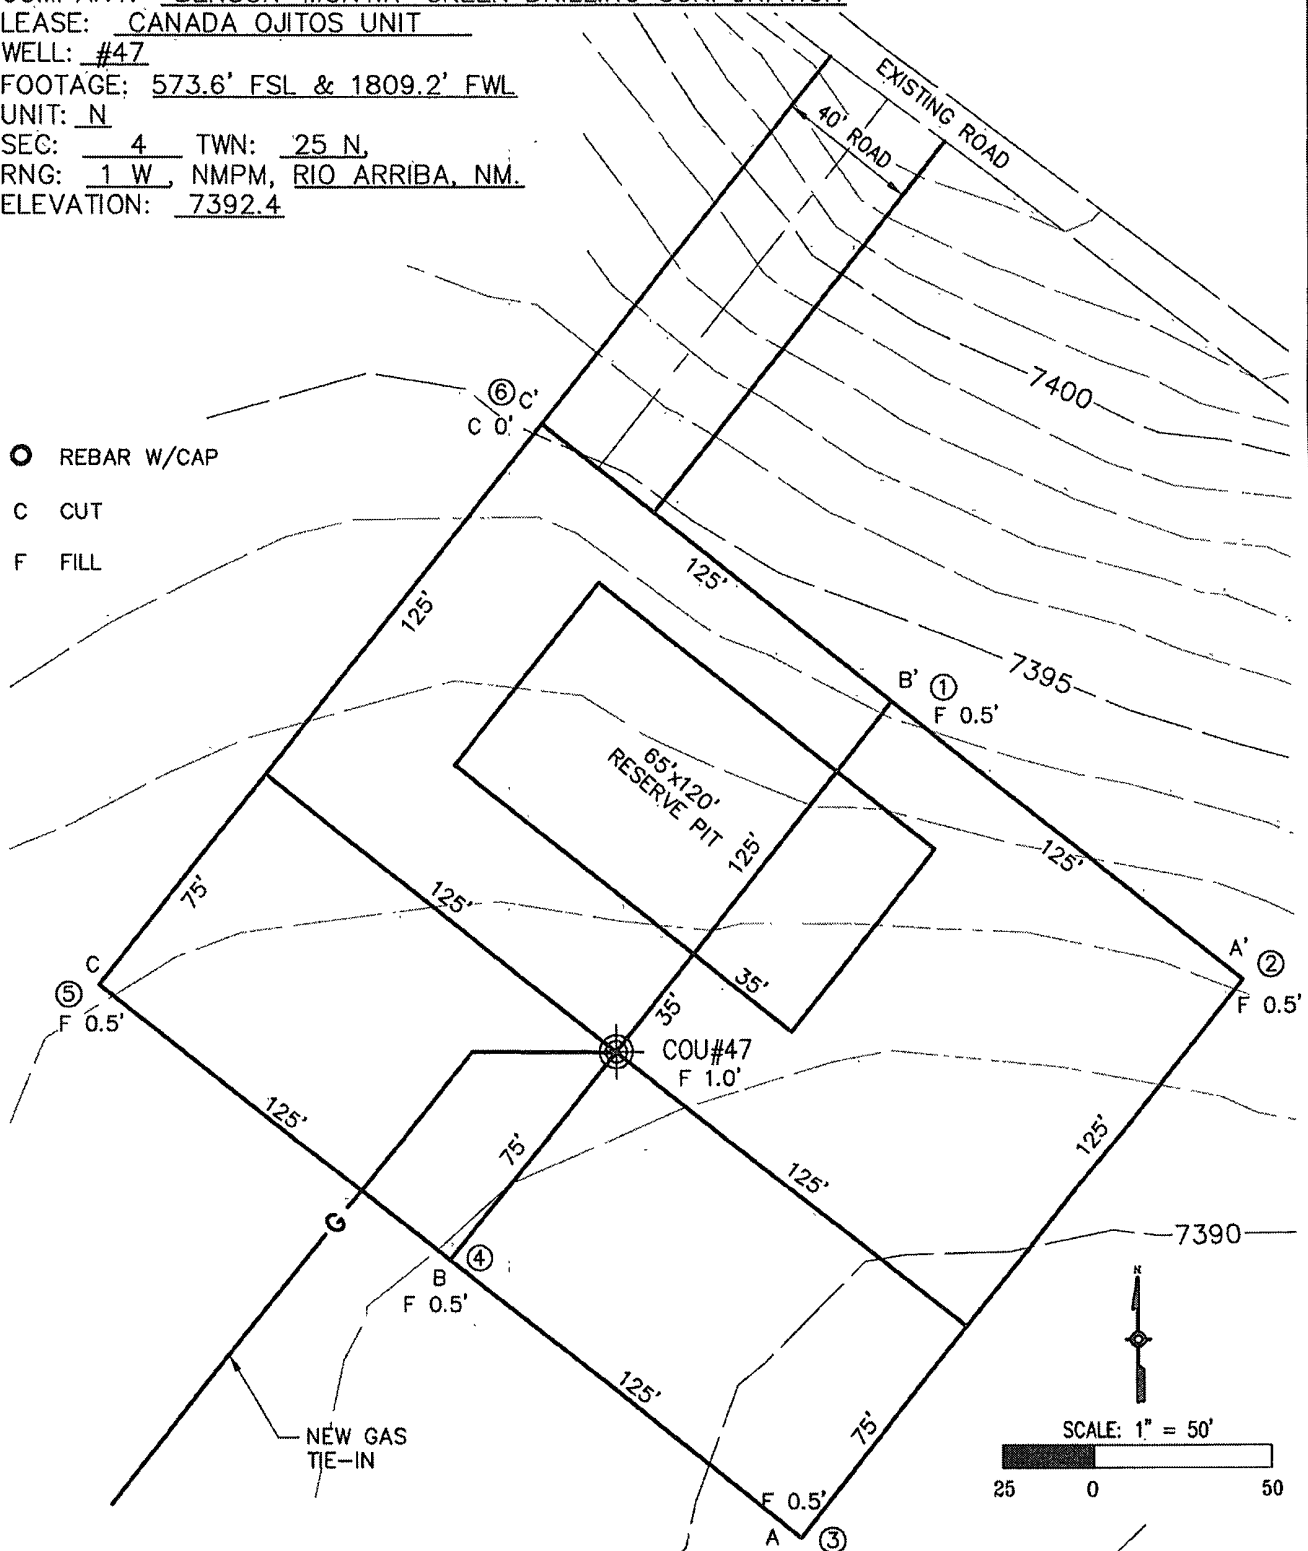 LEASE: CANADA OJITOS UNIT
WELL: #47
FOOTAGE: 573.6' FSL & 1809.2' FWL
UNIT: N
SEC: 4 TWN: 25 N,
RNG: 1 W, NMPM, RIO ARRIBA, NM.
ELEVATION: 7392.4
EXISTING ROAD
40' ROAD
7400
⑥ C'
C 0'
O REBAR W/CAP
C CUT
F FILL
125'
125'
7395
B' ①
F 0.5'
65'x120'
RESERVE PIT
125'
125'
75'
125'
A' ②
F 0.5'
C
⑤
F 0.5'
35'
35'
COU#47
F 1.0'
125'
75'
125'
125'
7390
G
B ④
F 0.5'
N
125'
75'
NEW GAS
TIE-IN
SCALE: 1" = 50'
25 0 50
F 0.5'
A ③